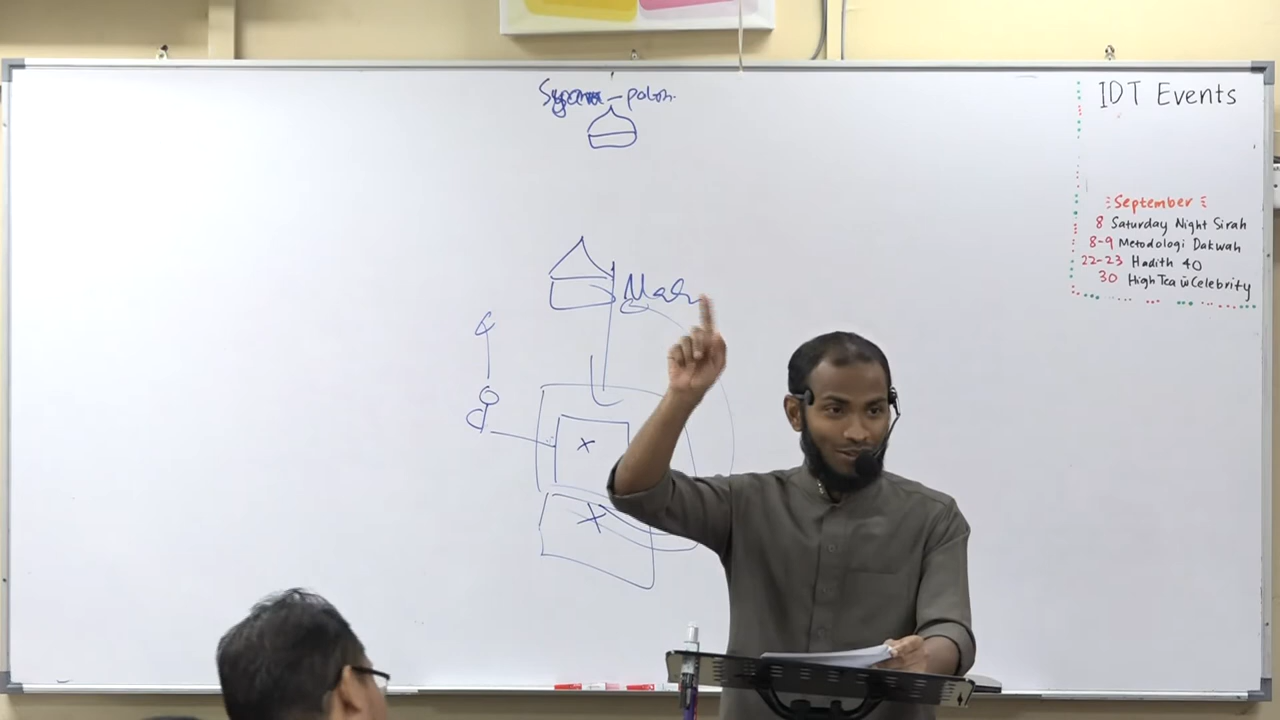 IDT Events
September
8 Saturday Night Sirah
8-9 Metodologi Dakwah
22-23 Hadith 40
30 High Tea w Celebrity